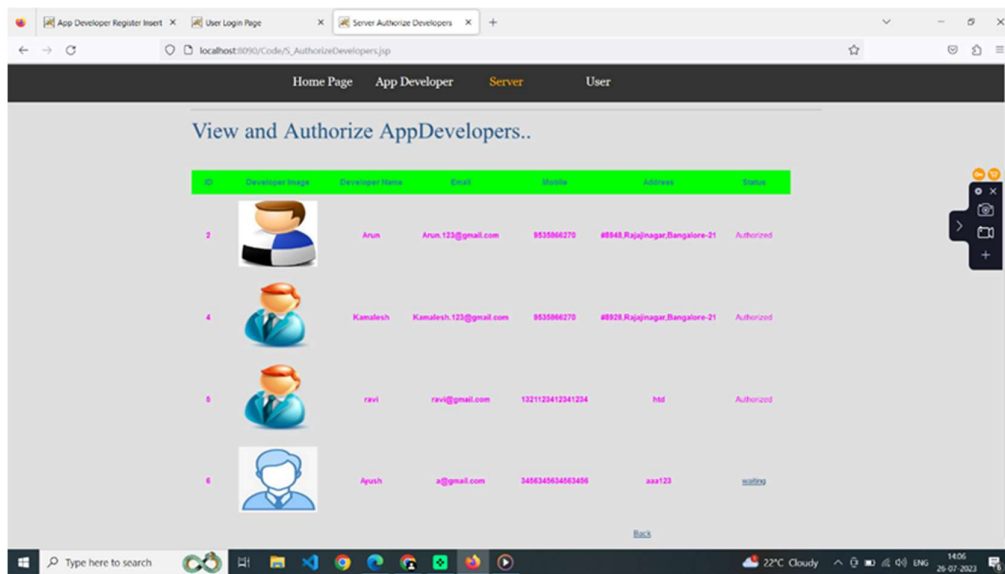 App Developer Register Insert
User Login Page
Server Authorize Developers
localhost:8090/Code/S_AuthorizeDevelopers.jsp
Home Page App Developer Server User
View and Authorize AppDevelopers..
ID Developer Image Developer Name Email Mobile Address Status
2 Arun Arun.123@gmail.com 9535866270 #8948,Rajajinagar,Bangalore-21 Authorized
4 Kamalesh Kamalesh.123@gmail.com 9535866270 #8928,Rajajinagar,Bangalore-21 Authorized
5 ravi ravi@gmail.com 1321123412341234 htd Authorized
6 Ayush a@gmail.com 3456345634563456 aaa123 waiting
Back
Type here to search
22°C Cloudy
ENG
14:06
26-07-2023